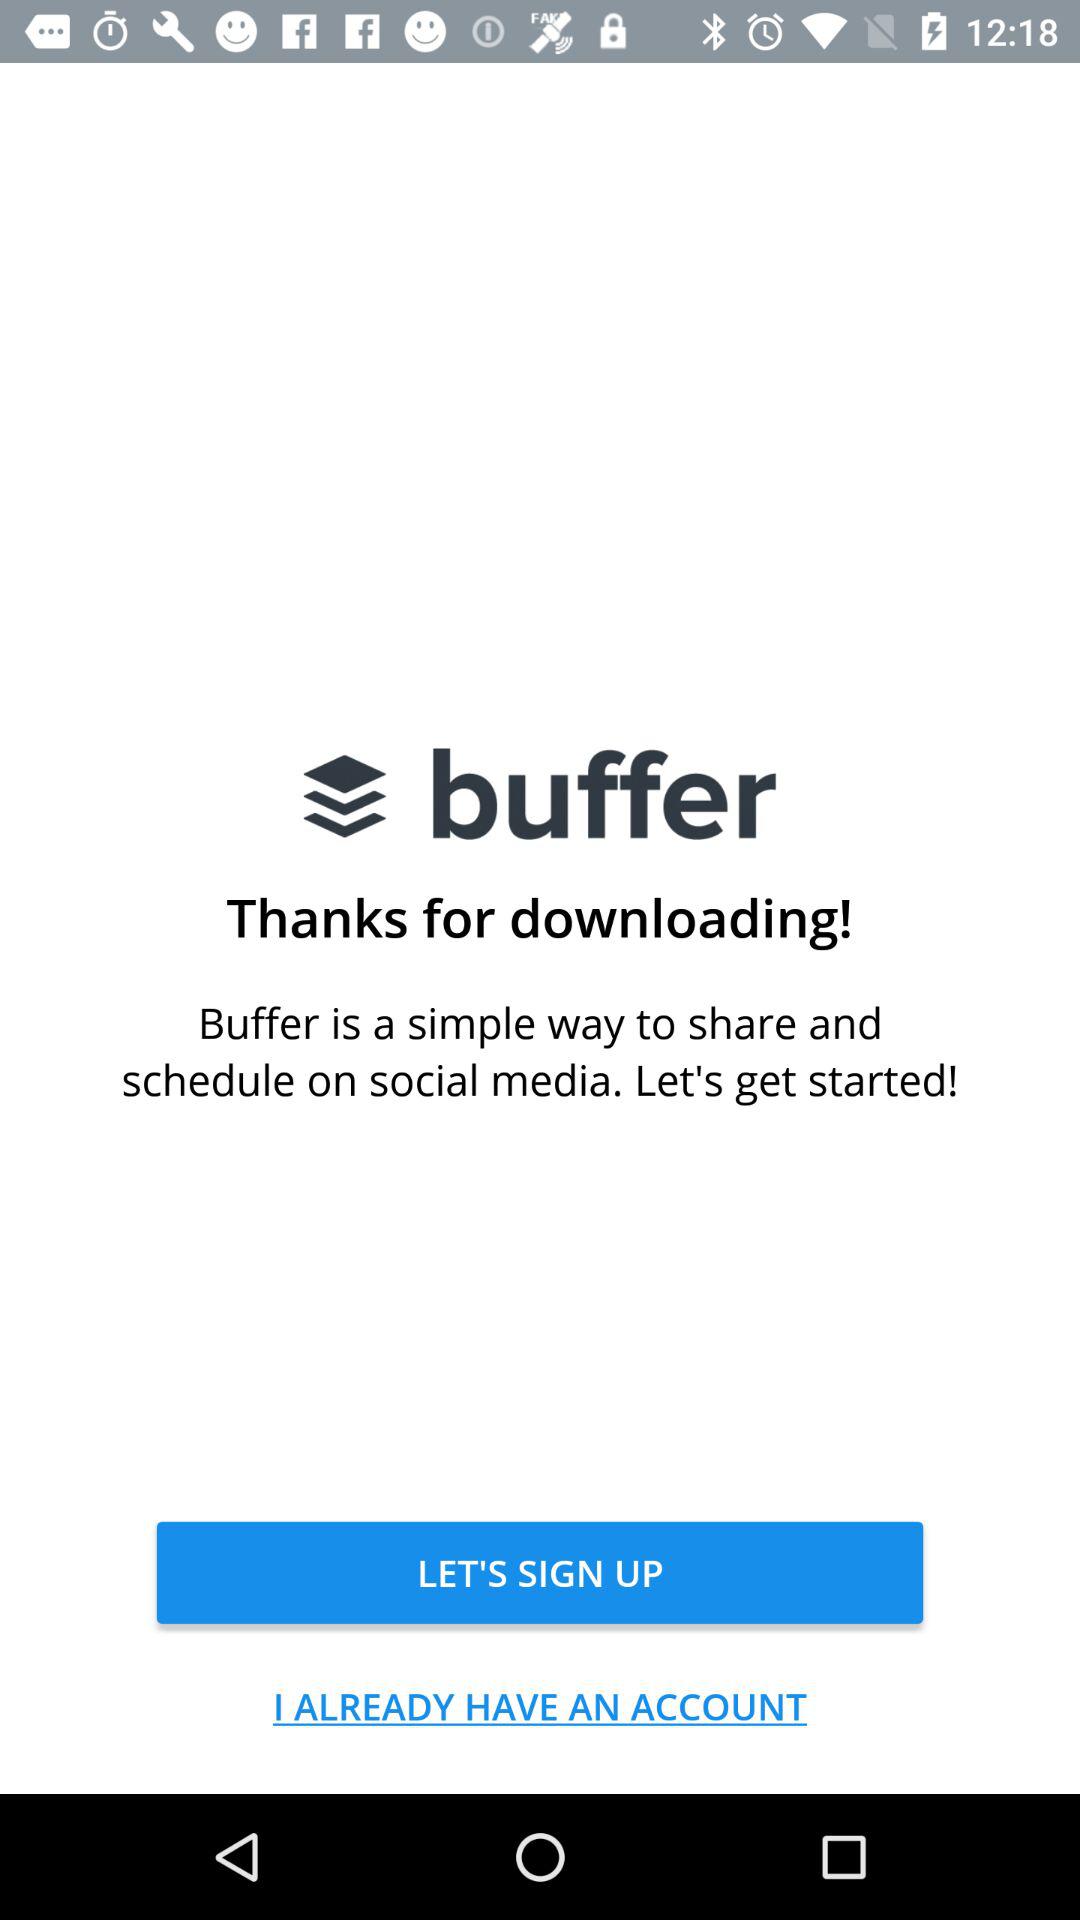 FAKE
12:18
buffer
Thanks for downloading!
Buffer is a simple way to share and
schedule on social media. Let's get started!
LET'S SIGN UP
I ALREADY HAVE AN ACCOUNT